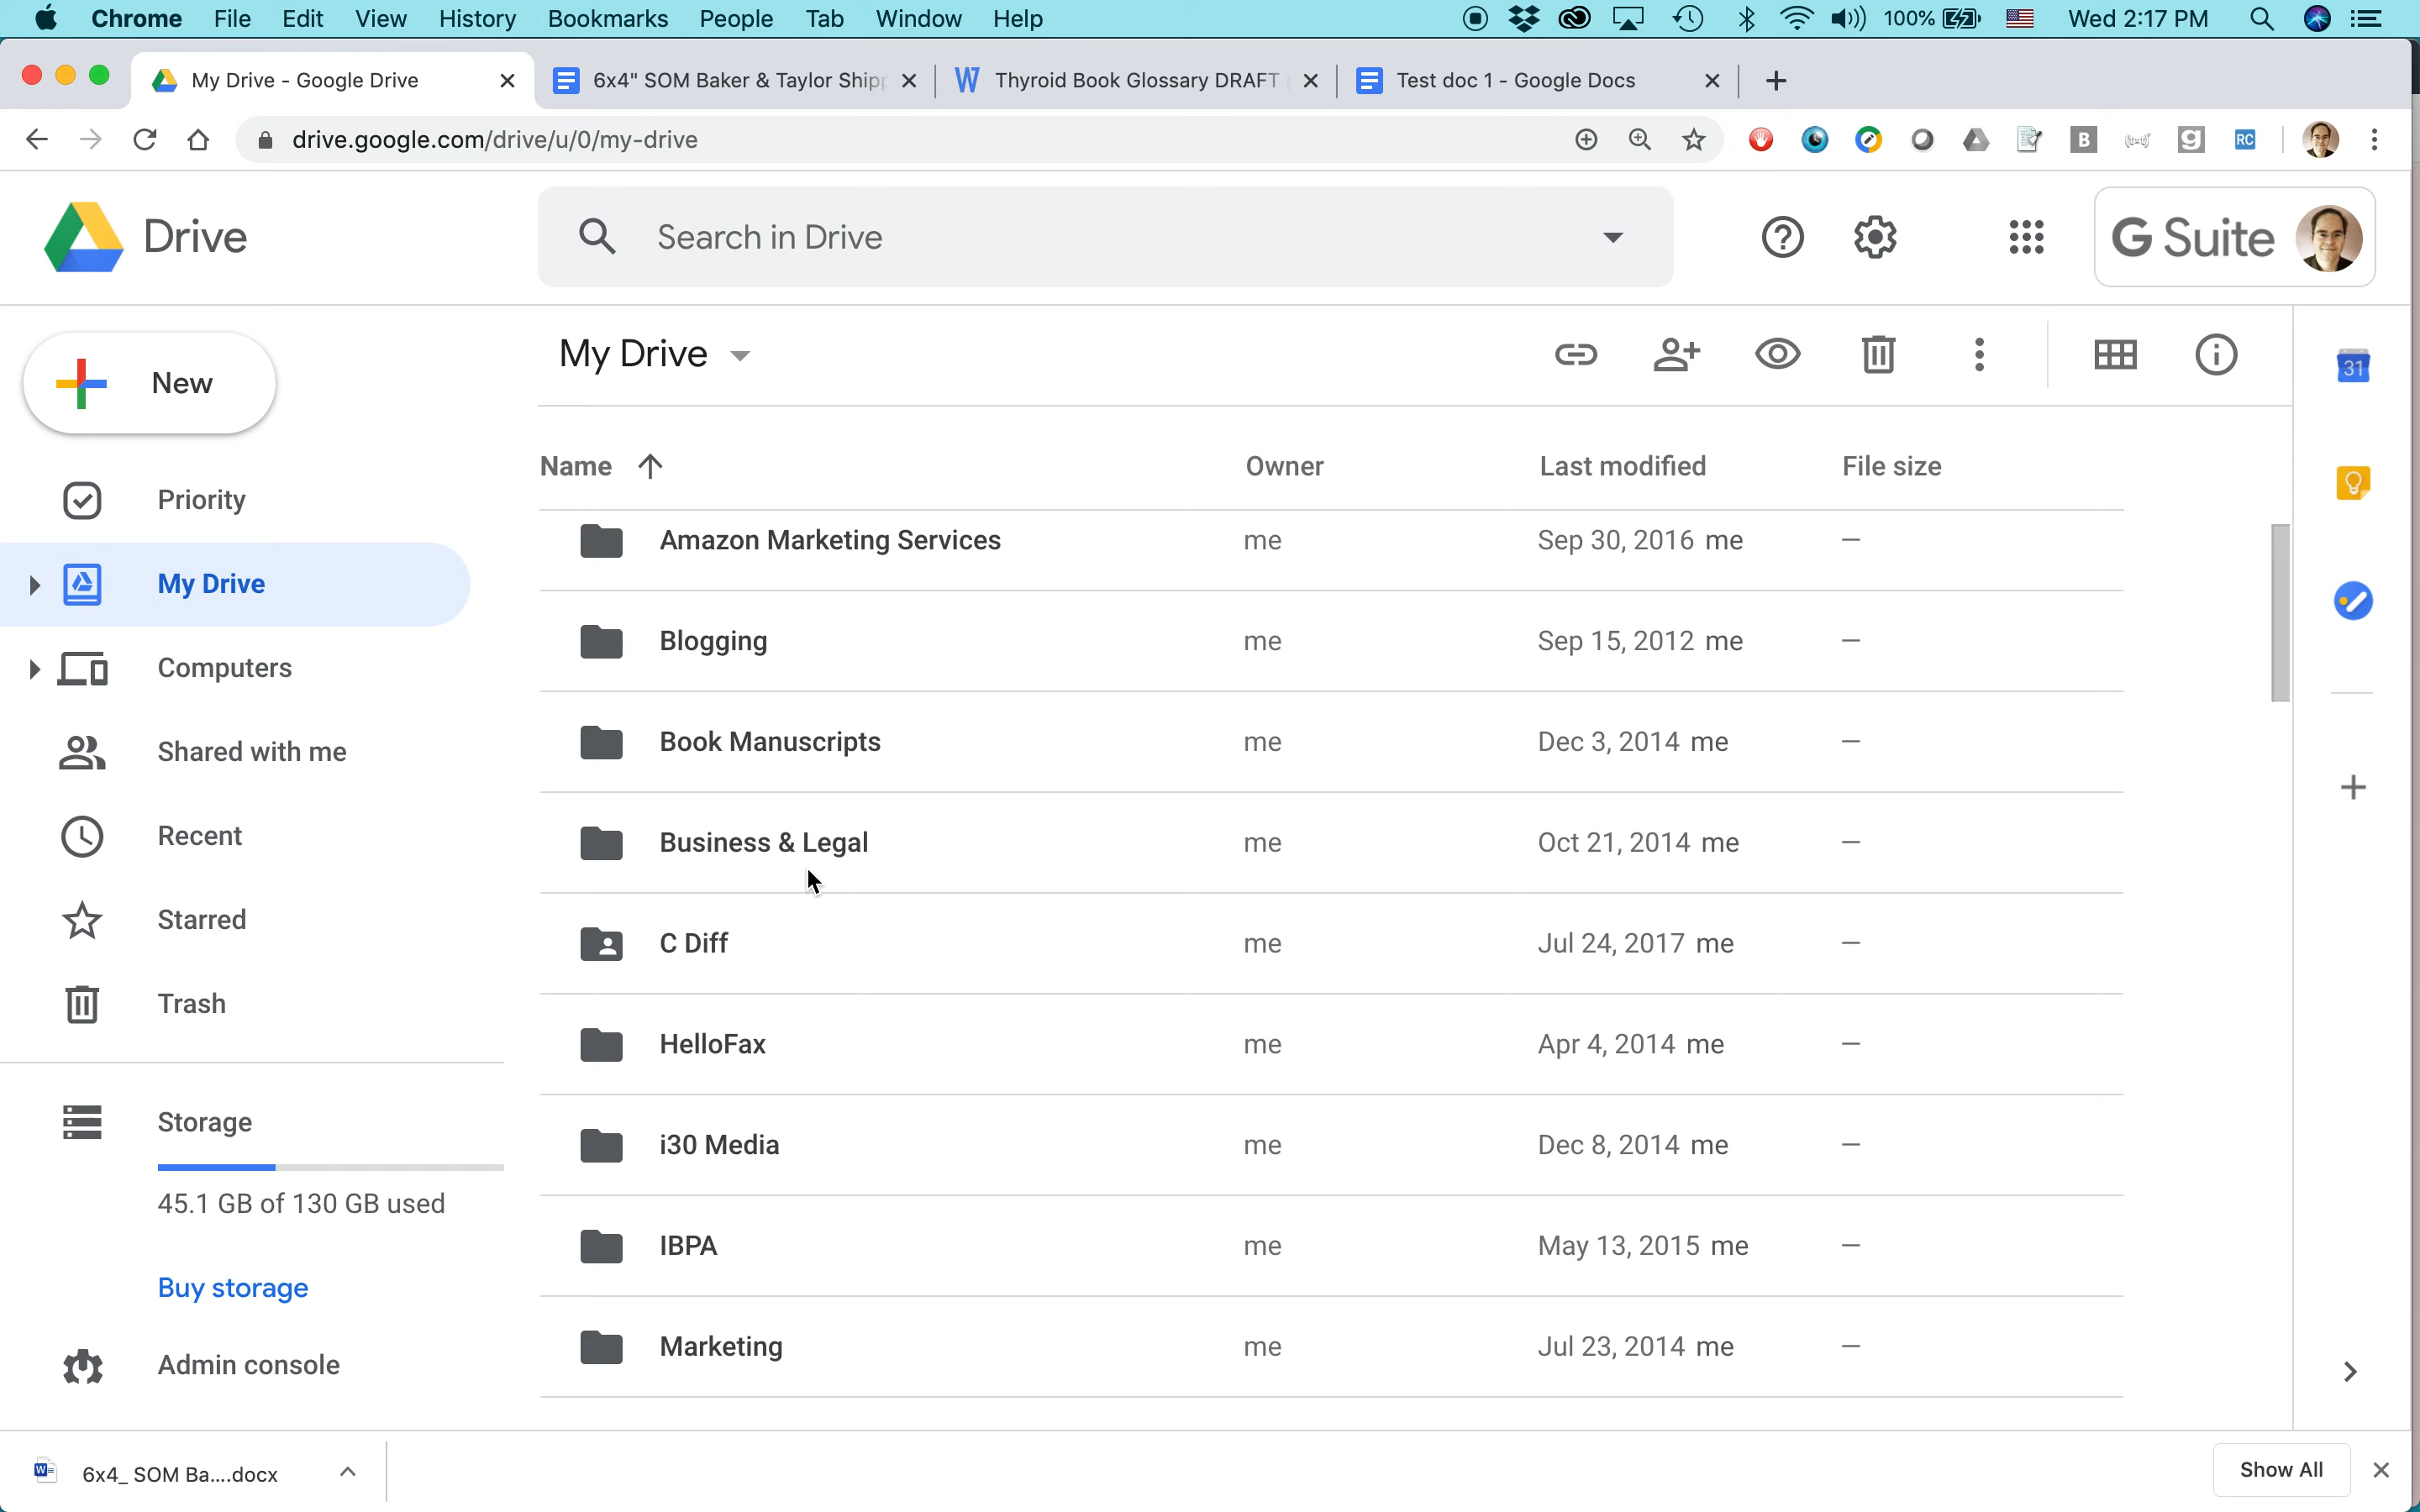 Chrome File Edit View History Bookmarks People Tab Window Help 100% Wed 2:17 PM
My Drive - Google Drive 6x4" SOM Baker & Taylor Shipp Thyroid Book Glossary DRAFT Test doc 1 - Google Docs
drive.google.com/drive/u/0/my-drive B g RC
Drive Search in Drive G Suite
New
My Drive
31
Name Owner Last modified File size
Priority
My Drive
Computers
Shared with me
Recent
Starred
Trash
Storage
45.1 GB of 130 GB used
Buy storage
Admin console
Amazon Marketing Services me Sep 30, 2016 me –
Blogging me Sep 15, 2012 me –
Book Manuscripts me Dec 3, 2014 me –
Business & Legal me Oct 21, 2014 me –
C Diff me Jul 24, 2017 me –
HelloFax me Apr 4, 2014 me –
i30 Media me Dec 8, 2014 me –
IBPA me May 13, 2015 me –
Marketing me Jul 23, 2014 me –
6x4_ SOM Ba....docx Show All